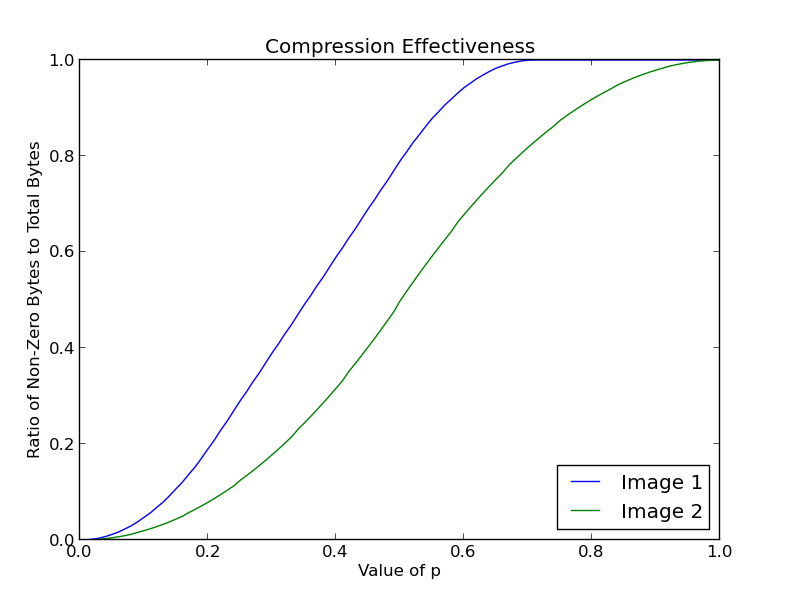 Compression Effectiveness
Ratio of Non-Zero Bytes to Total Bytes
1.0
0.8
0.6
0.4
0.2
0.0
0.0 0.2 0.4 0.6 0.8 1.0
Value of p
Image 1
Image 2